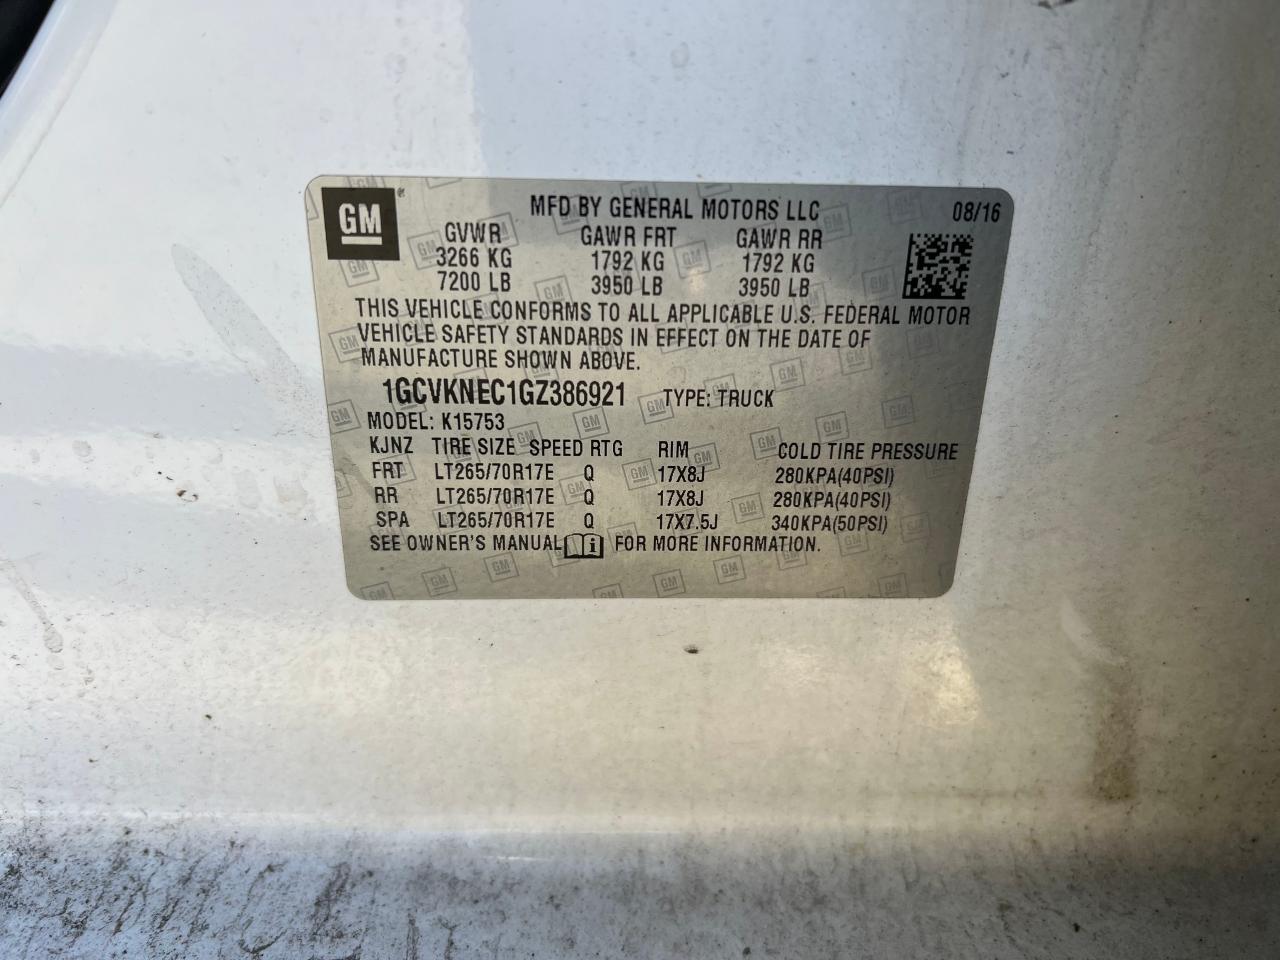 GM® MFD BY GENERAL MOTORS LLC 08/16
GVWR GAWR FRT GAWR RR
3266 KG 1792 KG 1792 KG
7200 LB 3950 LB 3950 LB
THIS VEHICLE CONFORMS TO ALL APPLICABLE U.S. FEDERAL MOTOR
VEHICLE SAFETY STANDARDS IN EFFECT ON THE DATE OF
MANUFACTURE SHOWN ABOVE.
1GCVKNEC1GZ386921 TYPE: TRUCK
MODEL: K15753
KJNZ TIRE SIZE SPEED RTG RIM COLD TIRE PRESSURE
FRT LT265/70R17E Q 17X8J 280KPA(40PSI)
RR LT265/70R17E Q 17X8J 280KPA(40PSI)
SPA LT265/70R17E Q 17X7.5J 340KPA(50PSI)
SEE OWNER'S MANUAL i FOR MORE INFORMATION.